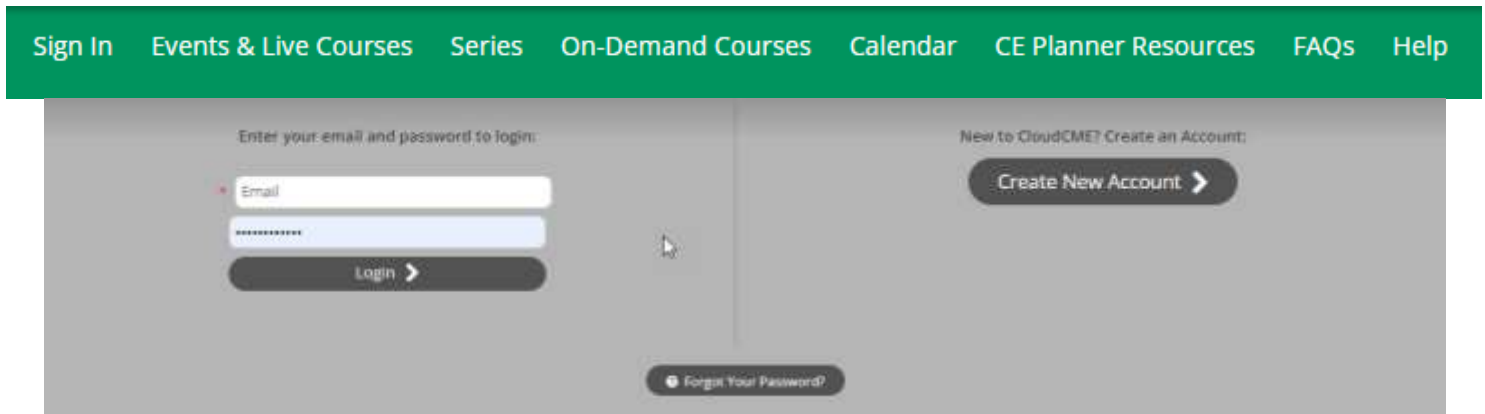 Sign In Events & Live Courses Series On-Demand Courses Calendar CE Planner Resources FAQs Help
Enter your email and password to login:
* Email
••••••••••••
Login
New to CloudCME? Create an Account:
Create New Account
Forgot Your Password?